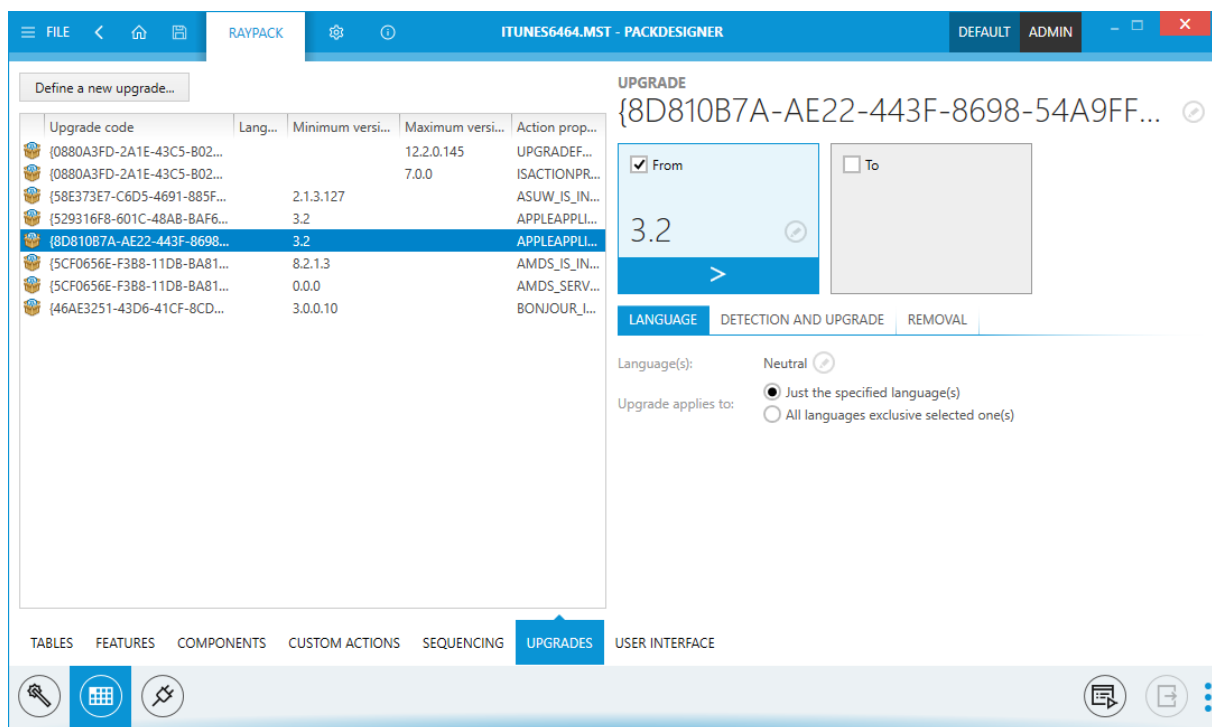 FILE RAYPACK ITUNES6464.MST - PACKDESIGNER DEFAULT ADMIN
Define a new upgrade...
Upgrade code Lang... Minimum versi... Maximum versi... Action prop...
{0880A3FD-2A1E-43C5-B02... 12.2.0.145 UPGRADEF...
{0880A3FD-2A1E-43C5-B02... 7.0.0 ISACTIONPR...
{58E373E7-C6D5-4691-885F... 2.1.3.127 ASUW_IS_IN...
{529316F8-601C-48AB-BAF6... 3.2 APPLEAPPLI...
{8D810B7A-AE22-443F-8698... 3.2 APPLEAPPLI...
{5CF0656E-F3B8-11DB-BA81... 8.2.1.3 AMDS_IS_IN...
{5CF0656E-F3B8-11DB-BA81... 0.0.0 AMDS_SERV...
{46AE3251-43D6-41CF-8CD... 3.0.0.10 BONJOUR_I...
UPGRADE
{8D810B7A-AE22-443F-8698-54A9FF...
From To
3.2
>
LANGUAGE DETECTION AND UPGRADE REMOVAL
Language(s): Neutral
Upgrade applies to: Just the specified language(s)
All languages exclusive selected one(s)
TABLES FEATURES COMPONENTS CUSTOM ACTIONS SEQUENCING UPGRADES USER INTERFACE